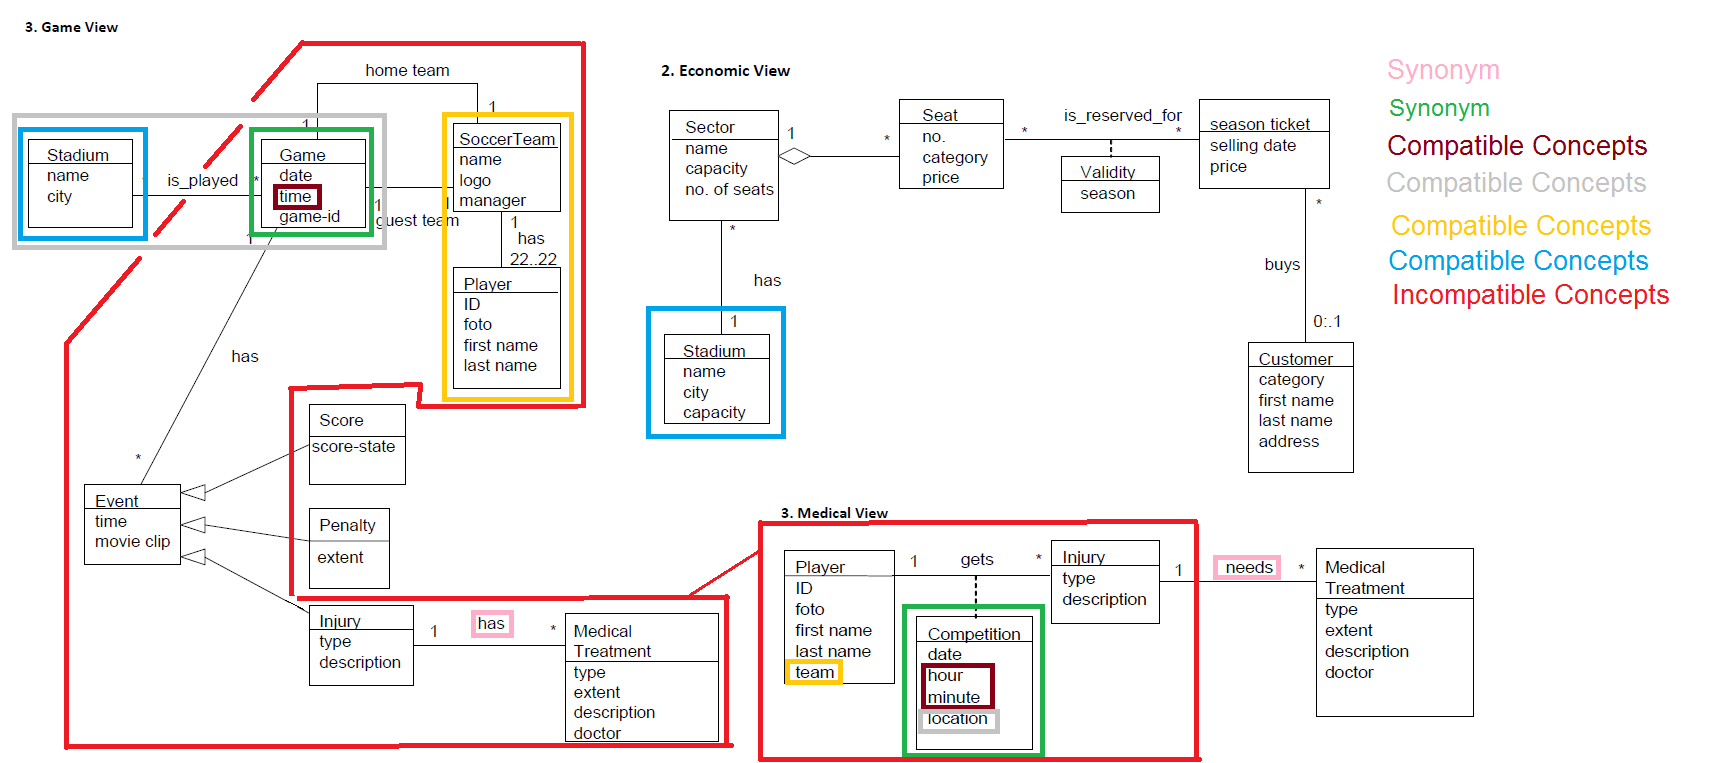 3. Game View
home team
1
1
Stadium
name
city
is_played
*
Game
date
time
game-id
1
1
guest team
1
SoccerTeam
name
logo
manager
1
has
22..22
Player
ID
foto
first name
last name
has
*
Event
time
movie clip
Score
score-state
Penalty
extent
Injury
type
description
1
has
*
Medical
Treatment
type
extent
description
doctor
2. Economic View
Sector
name
capacity
no. of seats
1
*
Seat
no.
category
price
*
is_reserved_for
*
Validity
season
season ticket
selling date
price
*
buys
0:.1
Customer
category
first name
last name
address
*
has
1
Stadium
name
city
capacity
3. Medical View
Player
ID
foto
first name
last name
team
1
gets
*
Competition
date
hour
minute
location
Injury
type
description
1
needs
*
Medical
Treatment
type
extent
description
doctor
Synonym
Synonym
Compatible Concepts
Compatible Concepts
Compatible Concepts
Compatible Concepts
Incompatible Concepts